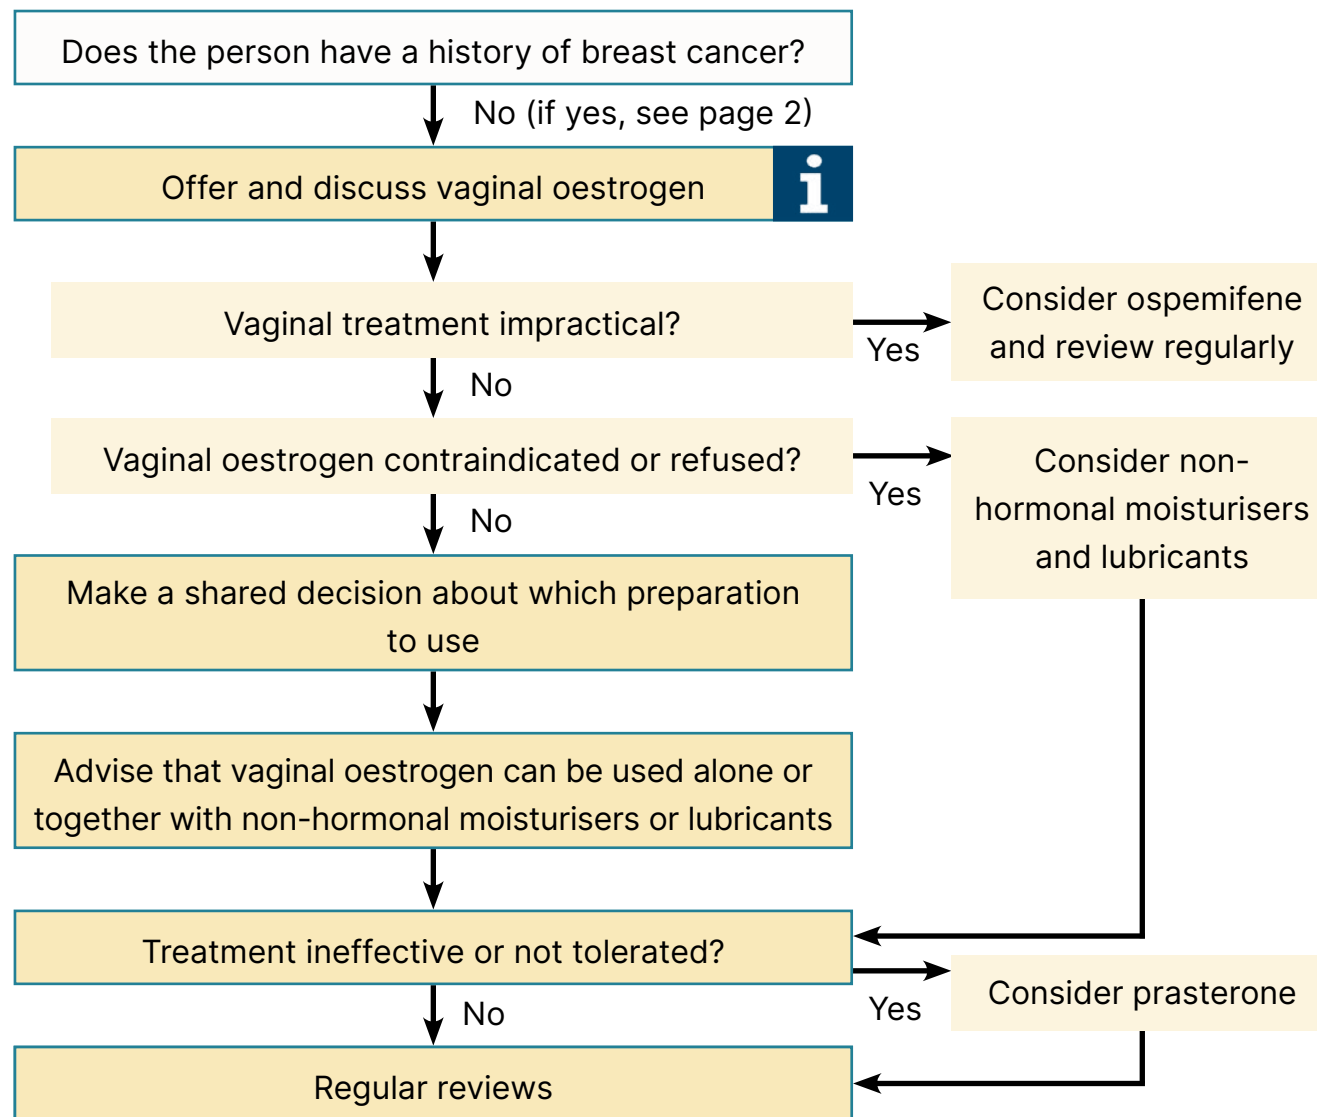 Does the person have a history of breast cancer?
No (if yes, see page 2)
Offer and discuss vaginal oestrogen
i
Vaginal treatment impractical?
Yes
Consider ospemifene
and review regularly
No
Vaginal oestrogen contraindicated or refused?
Yes
Consider non-
hormonal moisturisers
and lubricants
No
Make a shared decision about which preparation
to use
Advise that vaginal oestrogen can be used alone or
together with non-hormonal moisturisers or lubricants
Treatment ineffective or not tolerated?
Yes
Consider prasterone
No
Regular reviews